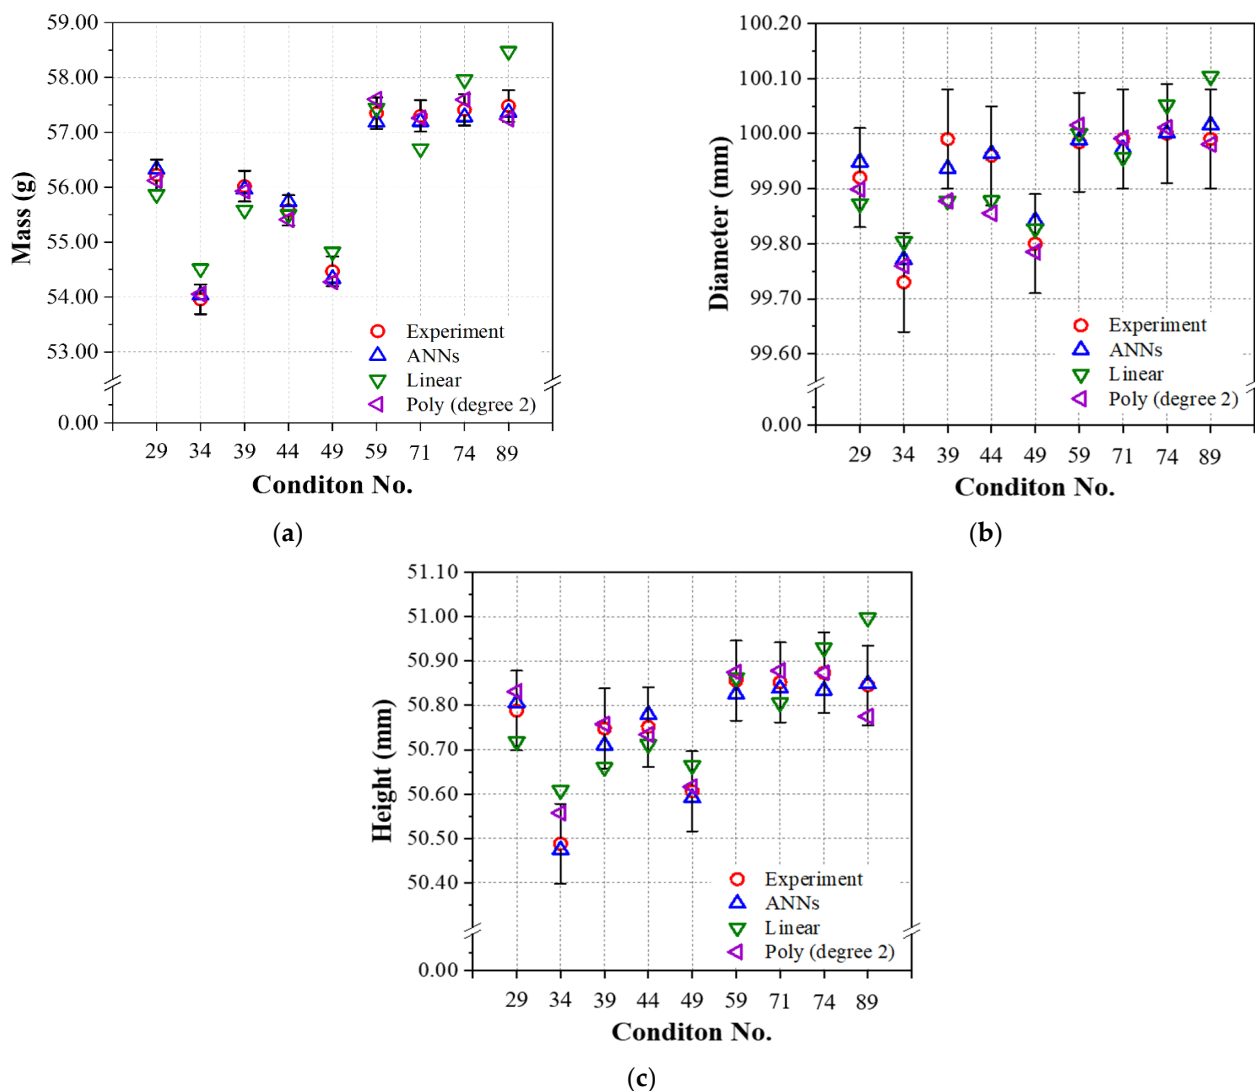 59.00
58.00
57.00
56.00
55.00
54.00
53.00
0.00
Mass (g)
Experiment
ANNs
Linear
Poly (degree 2)
29 34 39 44 49 59 71 74 89
Conditon No.
(a)
100.20
100.10
100.00
99.90
99.80
99.70
99.60
0.00
Diameter (mm)
Experiment
ANNs
Linear
Poly (degree 2)
29 34 39 44 49 59 71 74 89
Conditon No.
(b)
51.10
51.00
50.90
50.80
50.70
50.60
50.50
50.40
0.00
Height (mm)
Experiment
ANNs
Linear
Poly (degree 2)
29 34 39 44 49 59 71 74 89
Conditon No.
(c)